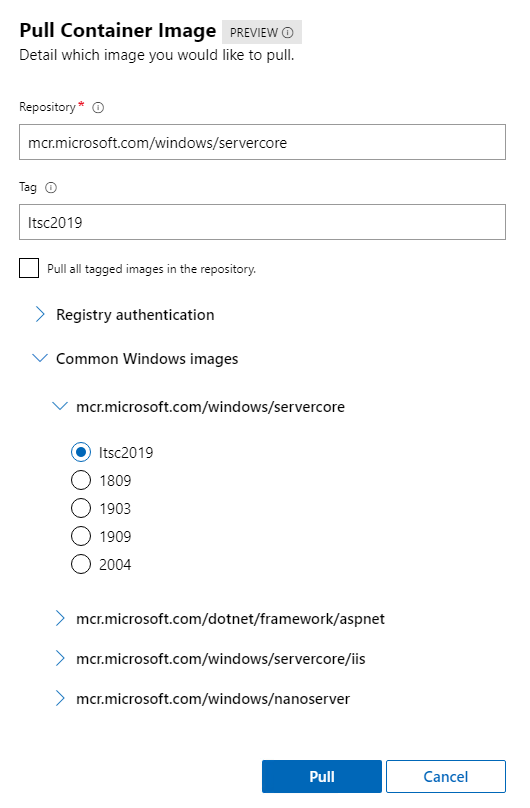 Pull Container Image PREVIEW
Detail which image you would like to pull.
Repository*
mcr.microsoft.com/windows/servercore
Tag
ltsc2019
Pull all tagged images in the repository.
Registry authentication
Common Windows images
mcr.microsoft.com/windows/servercore
ltsc2019
1809
1903
1909
2004
mcr.microsoft.com/dotnet/framework/aspnet
mcr.microsoft.com/windows/servercore/iis
mcr.microsoft.com/windows/nanoserver
Pull Cancel